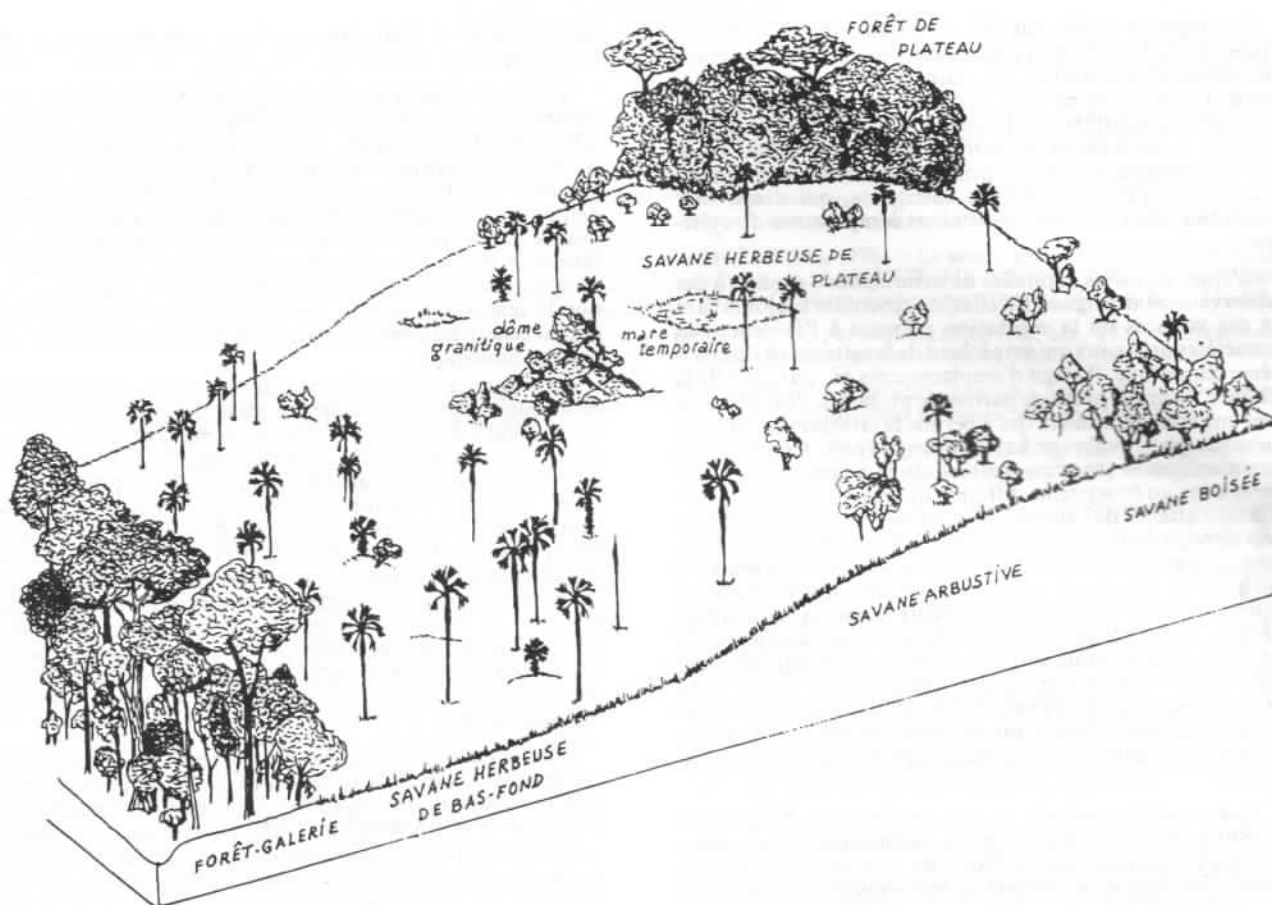 FORÊT DE
PLATEAU
SAVANE HERBEUSE DE
PLATEAU
dôme
granitique
mare
temporaire
SAVANE BOISÉE
SAVANE ARBUSTIVE
SAVANE HERBEUSE
DE BAS-FOND
FORÊT-GALERIE